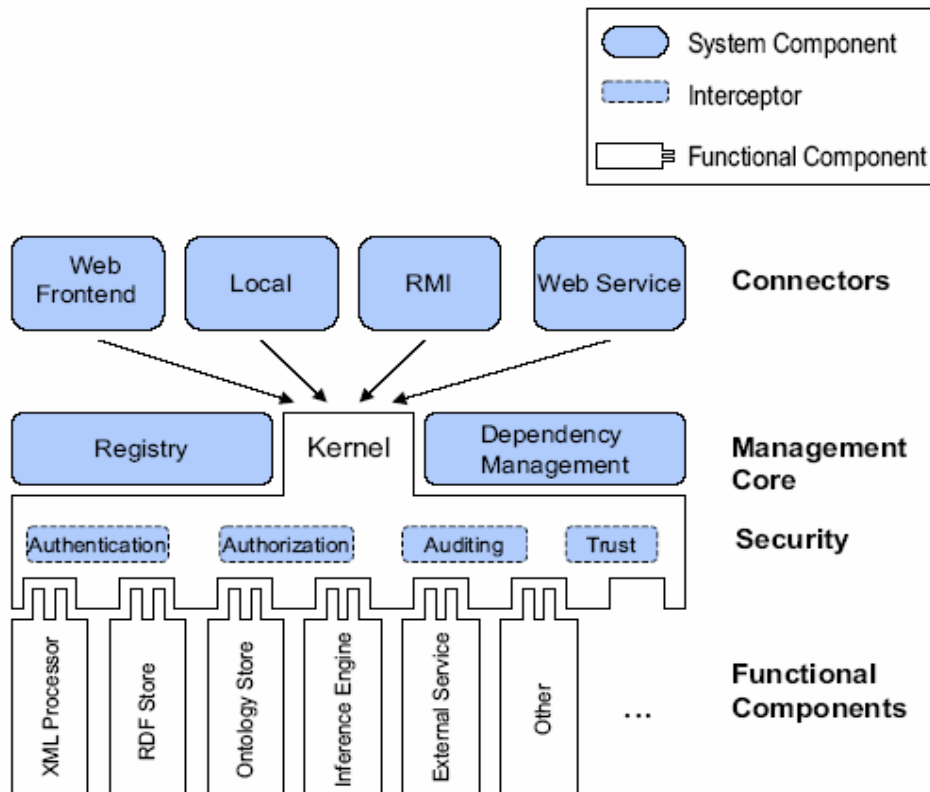 System Component
Interceptor
Functional Component
Web
Frontend
Local
RMI
Web Service
Connectors
Registry
Kernel
Dependency
Management
Management
Core
Authentication
Authorization
Auditing
Trust
Security
XML Processor
RDF Store
Ontology Store
Inference Engine
External Service
Other
...
Functional
Components